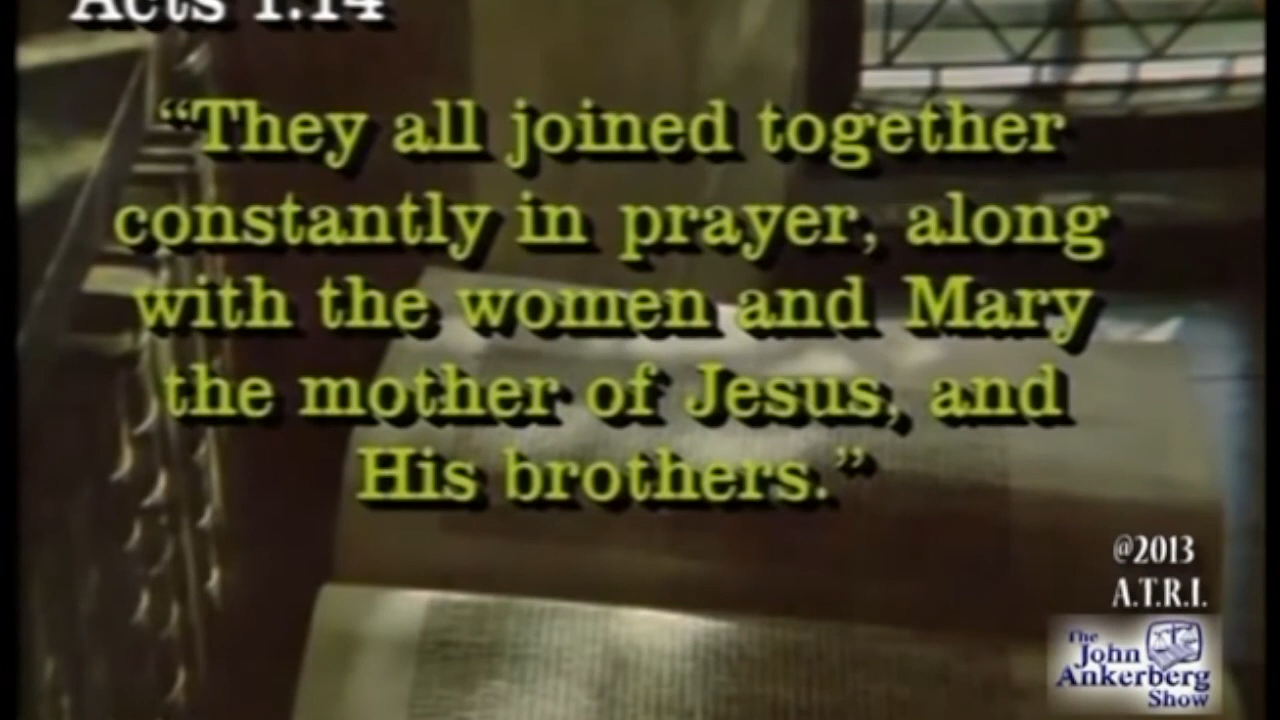 Acts 1:14
“They all joined together
constantly in prayer, along
with the women and Mary
the mother of Jesus, and
His brothers.”
@2013
A.T.R.I.
The
John
Ankerberg
Show